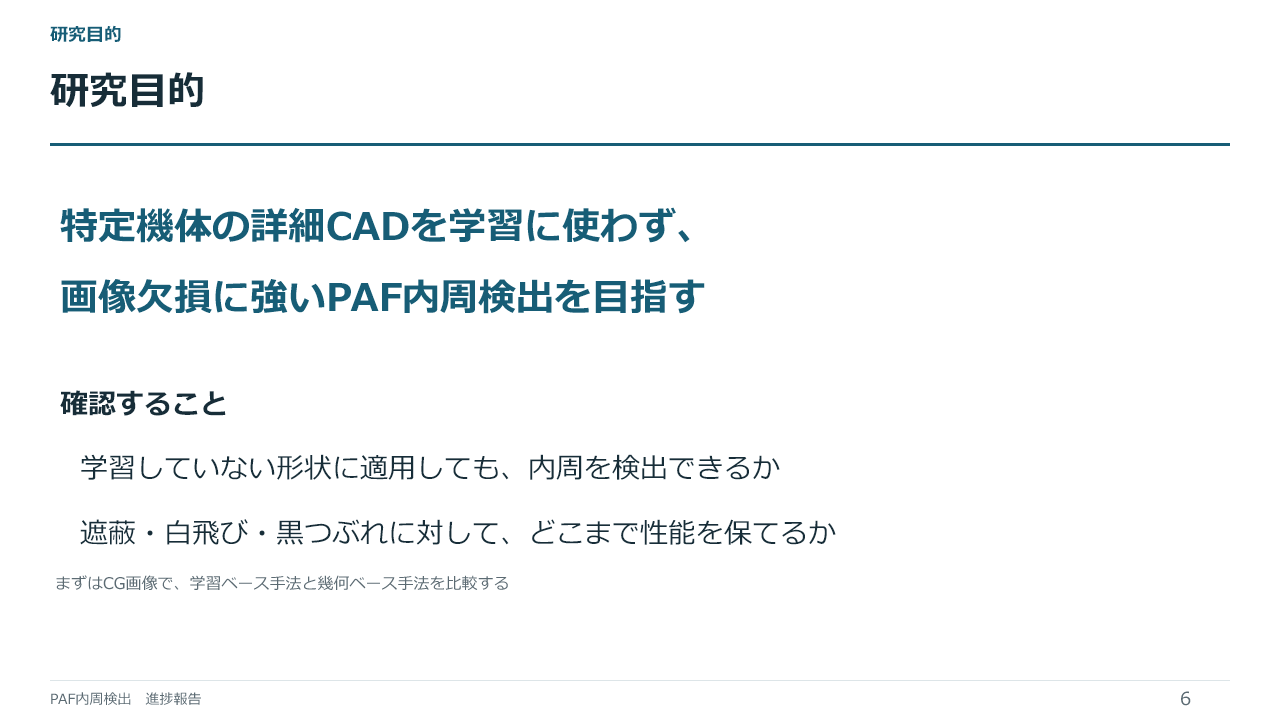 研究目的
研究目的
特定機体の詳細CADを学習に使わず、
画像欠損に強いPAF内周検出を目指す
確認すること
学習していない形状に適用しても、内周を検出できるか
遮蔽・白飛び・黒つぶれに対して、どこまで性能を保てるか
まずはCG画像で、学習ベース手法と幾何ベース手法を比較する
PAF内周検出　進捗報告
6